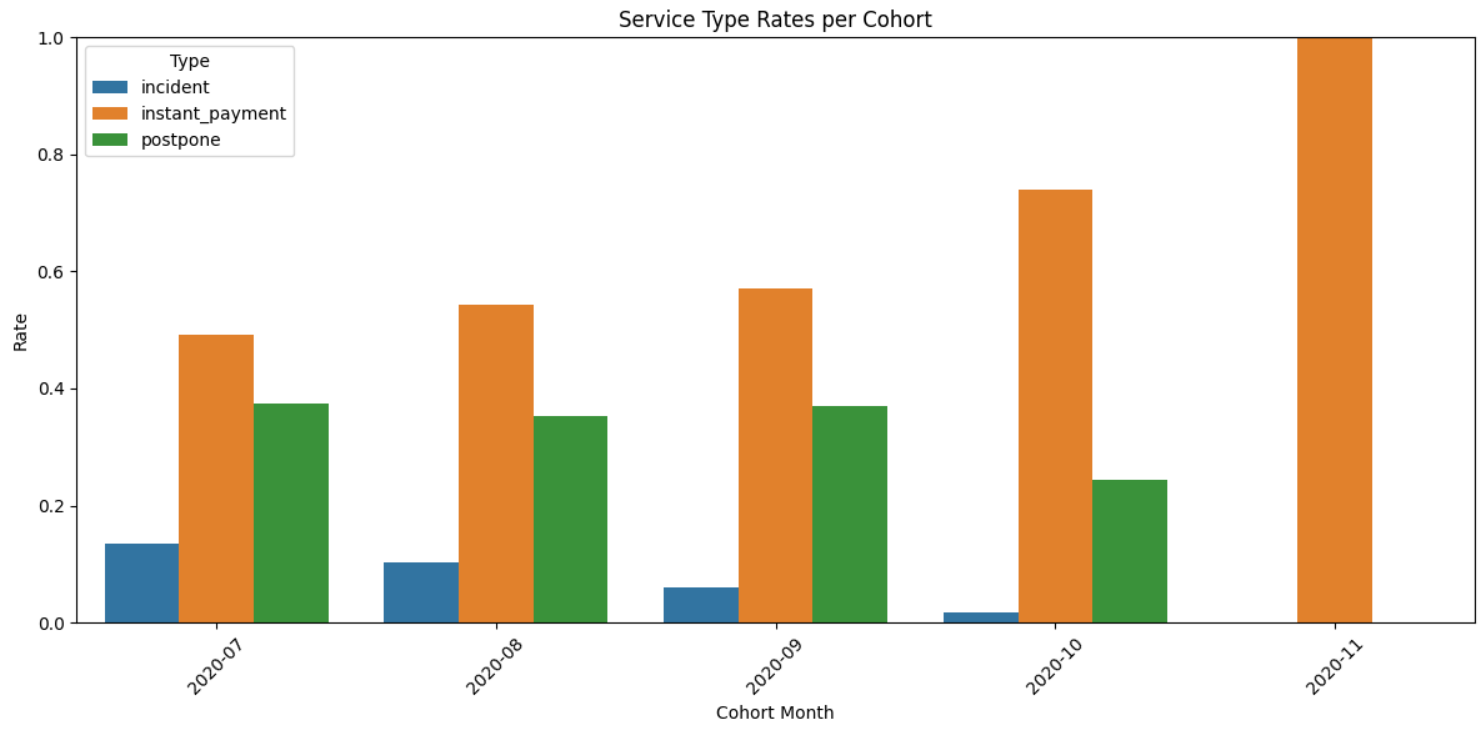 Service Type Rates per Cohort
Type
incident
instant_payment
postpone
Rate
1.0
0.8
0.6
0.4
0.2
0.0
2020-07
2020-08
2020-09
2020-10
2020-11
Cohort Month